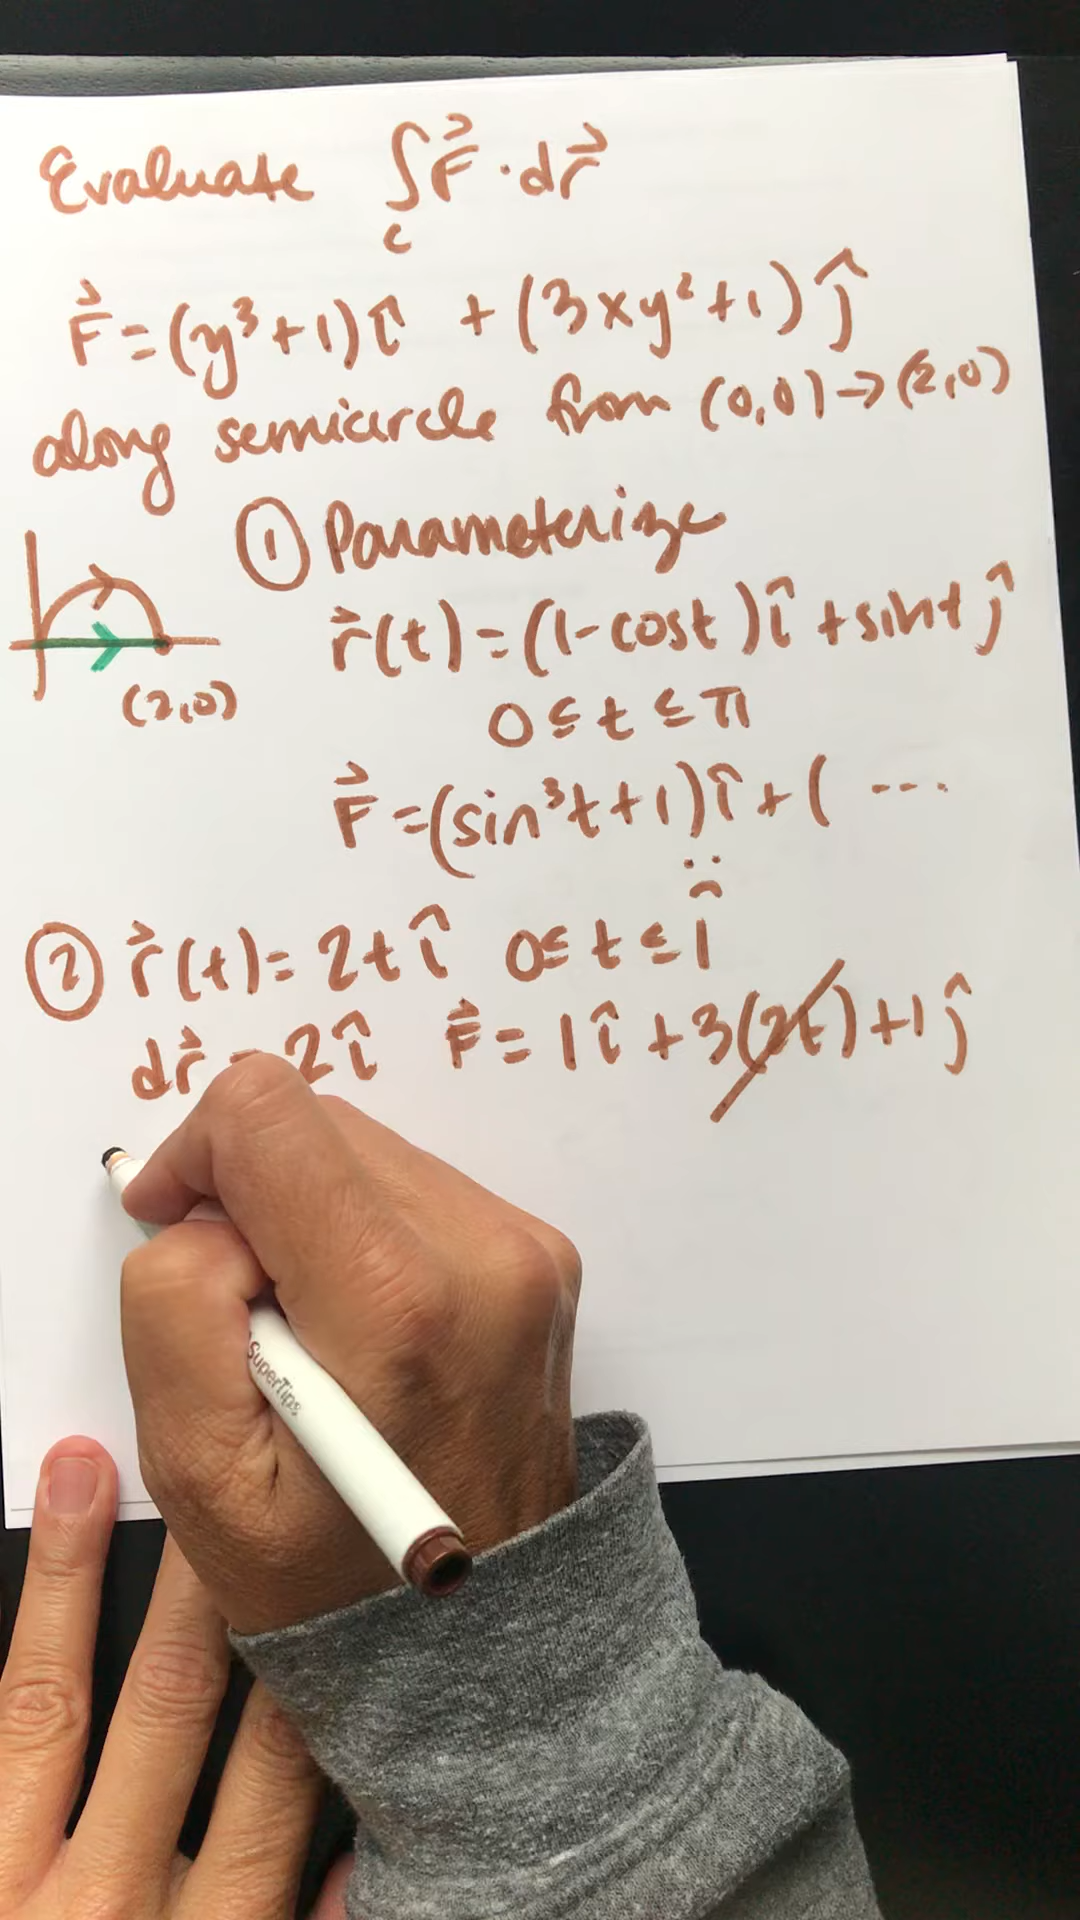 Evaluate ∫_C F⃗ · dr⃗
F⃗ = (y³+1)î + (3xy²+1)ĵ
along semicircle from (0,0) → (2,0)
① Parameterize
r⃗(t) = (1-cost)î + sint ĵ
(2,0)
0 ≤ t ≤ π
F⃗ = (sin³t+1)î + ( ...
② r⃗(t) = 2t î 0 ≤ t ≤ 1
dr⃗ = 2î F⃗ = 1î + 3(2t) + 1ĵ
SuperTips